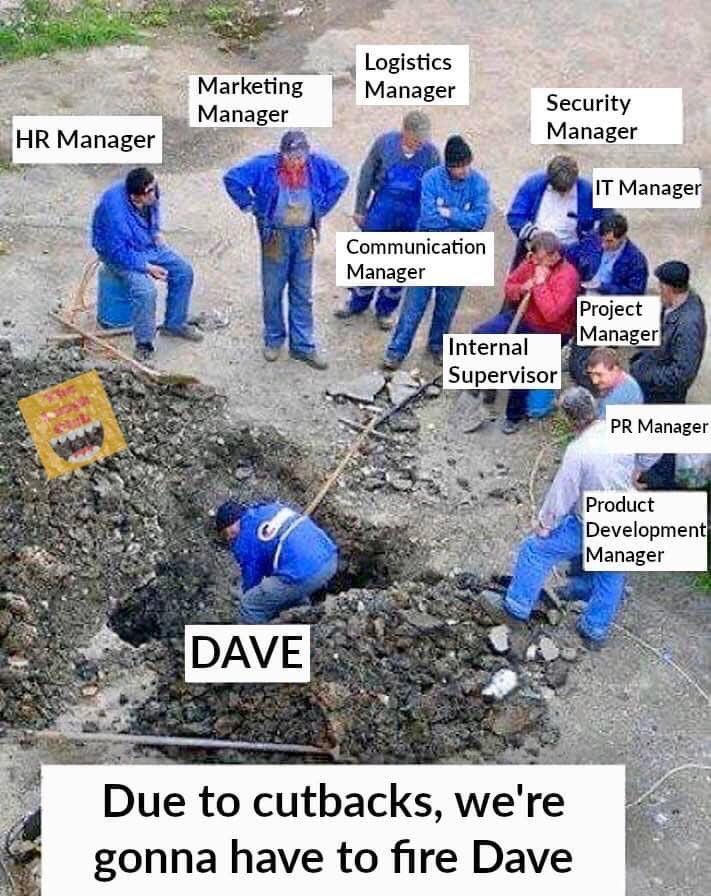 Logistics
Manager
Marketing
Manager
Security
Manager
HR Manager
IT Manager
Communication
Manager
Project
Manager
Internal
Supervisor
PR Manager
Product
Development
Manager
DAVE
Due to cutbacks, we're
gonna have to fire Dave